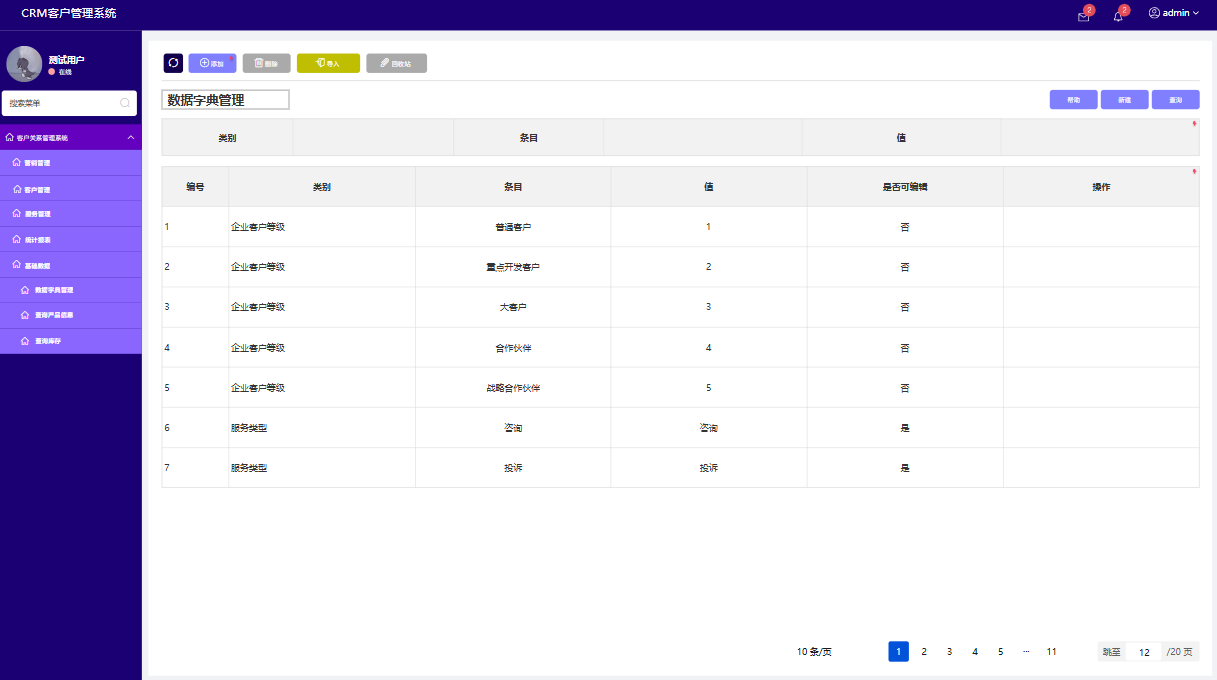 CRM客户管理系统
2
2
admin
测试用户
在线
搜索菜单
客户关系管理系统
营销管理
客户管理
服务管理
统计报表
基础数据
数据字典管理
查询产品信息
查询库存
添加
删除
导入
回收站
数据字典管理
帮助
新建
查询
类别 条目 值
编号 类别 条目 值 是否可编辑 操作
1 企业客户等级 普通客户 1 否
2 企业客户等级 重点开发客户 2 否
3 企业客户等级 大客户 3 否
4 企业客户等级 合作伙伴 4 否
5 企业客户等级 战略合作伙伴 5 否
6 服务类型 咨询 咨询 是
7 服务类型 投诉 投诉 是
10 条/页 1 2 3 4 5 ··· 11 跳至 12 /20 页